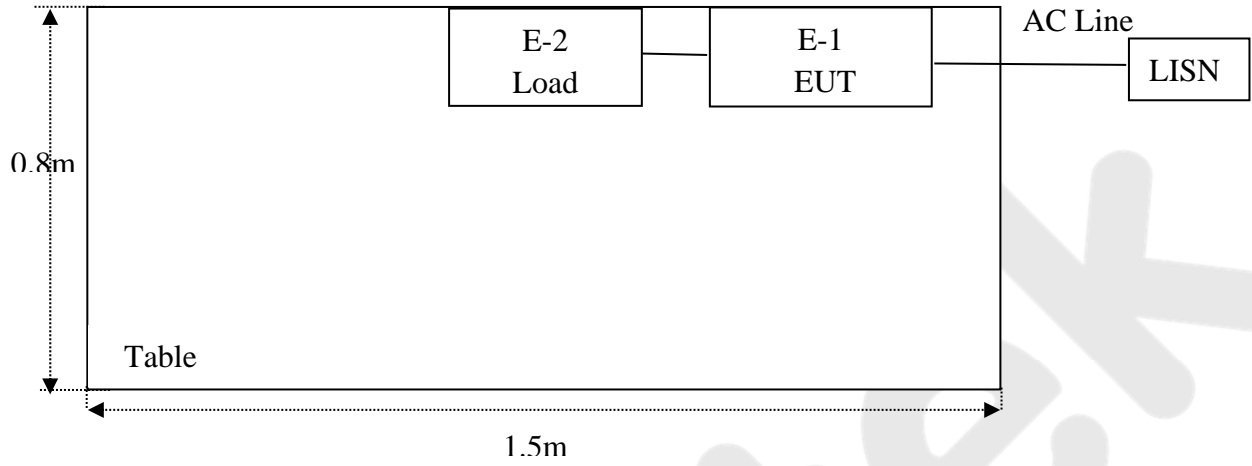 E-2
Load
E-1
EUT
AC Line
LISN
0.8m
Table
1.5m